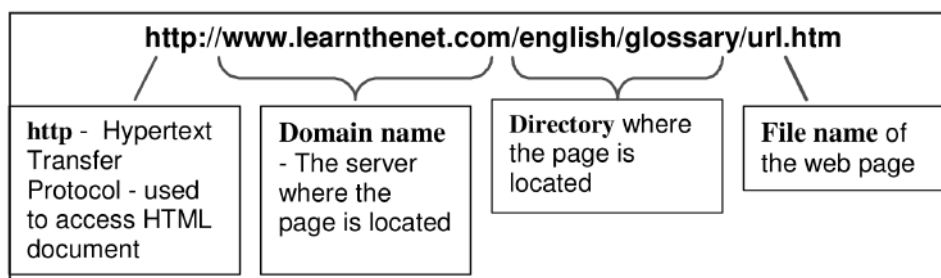 http://www.learnthenet.com/english/glossary/url.htm
http - Hypertext
Transfer
Protocol - used
to access HTML
document
Domain name
- The server
where the
page is located
Directory where
the page is
located
File name of
the web page